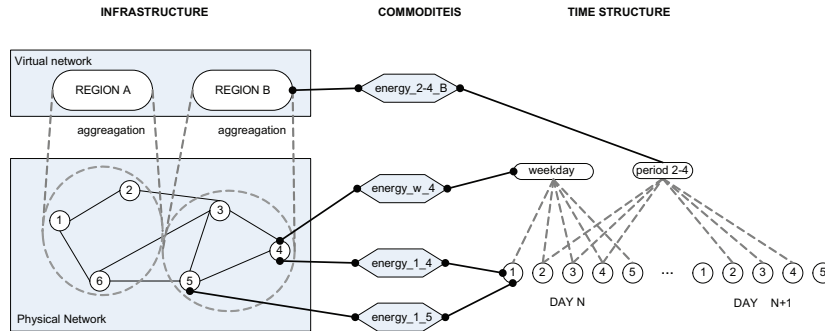 INFRASTRUCTURE COMMODITEIS TIME STRUCTURE
Virtual network
REGION A REGION B energy_2-4_B
aggreagation aggreagation
weekday period 2-4
2 energy_w_4
3
1
4 energy_1_4 1 2 3 4 5 ... 1 2 3 4 5
6 5
DAY N DAY N+1
Physical Network energy_1_5